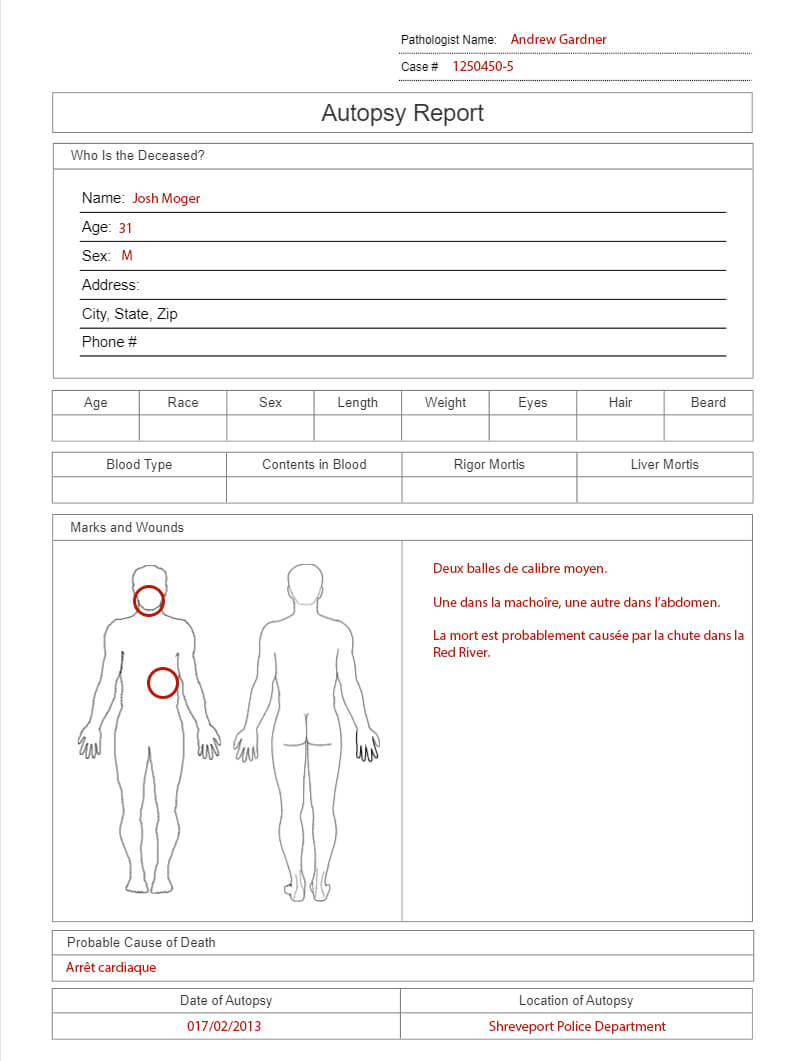 Pathologist Name: Andrew Gardner
Case # 1250450-5
Autopsy Report
Who Is the Deceased?
Name: Josh Moger
Age: 31
Sex: M
Address:
City, State, Zip
Phone #
Age Race Sex Length Weight Eyes Hair Beard
Blood Type Contents in Blood Rigor Mortis Liver Mortis
Marks and Wounds
Deux balles de calibre moyen.
Une dans la machoîre, une autre dans l'abdomen.
La mort est probablement causée par la chute dans la
Red River.
Probable Cause of Death
Arrêt cardiaque
Date of Autopsy Location of Autopsy
017/02/2013 Shreveport Police Department